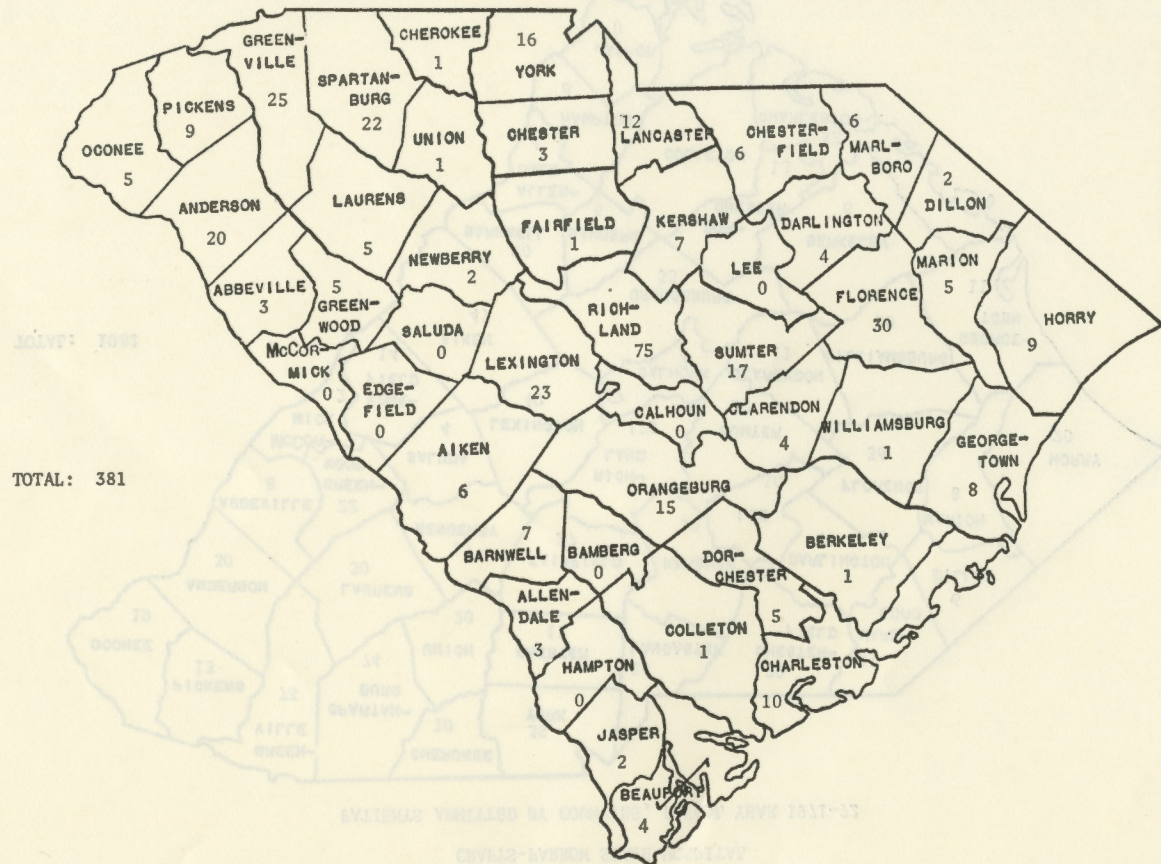 GREEN-
VILLE
25
CHEROKEE
1
16
YORK
SPARTAN-
BURG
22
PICKENS
9
OCONEE
5
UNION
1
CHESTER
3
12
LANCASTER
CHESTER-
FIELD
6
6
MARL-
BORO
2
DILLON
ANDERSON
20
LAURENS
5
FAIRFIELD
1
KERSHAW
7
DARLINGTON
4
NEWBERRY
2
LEE
0
MARION
5
ABBEVILLE
3
5
GREEN-
WOOD
RICH-
LAND
75
FLORENCE
30
HORRY
9
SALUDA
0
McCOR-
MICK
0
LEXINGTON
23
SUMTER
17
EDGE-
FIELD
0
CALHOUN
0
CLARENDON
4
WILLIAMSBURG
1
GEORGE-
TOWN
8
AIKEN
6
TOTAL: 381
ORANGEBURG
15
7
BARNWELL
BAMBERG
0
DOR-
CHESTER
5
BERKELEY
1
ALLEN-
DALE
3
COLLETON
1
HAMPTON
0
CHARLESTON
10
JASPER
2
BEAUFORT
4